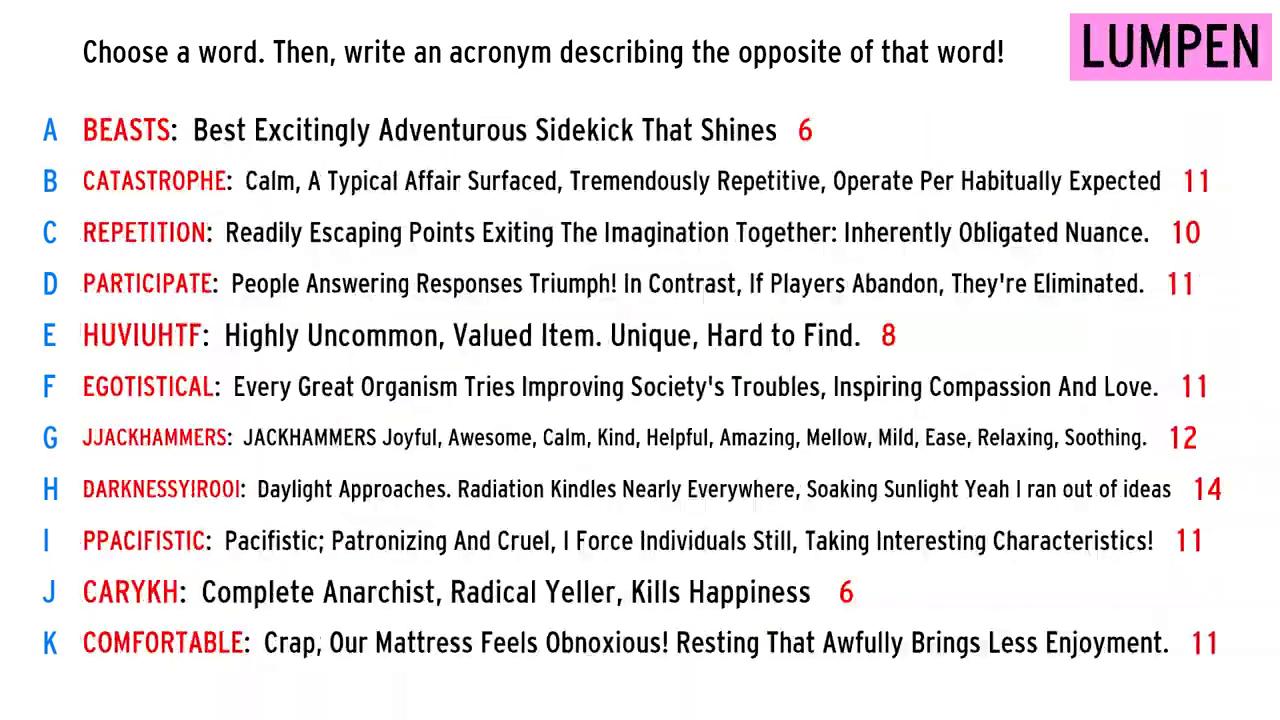 Choose a word. Then, write an acronym describing the opposite of that word!
LUMPEN
A BEASTS: Best Excitingly Adventurous Sidekick That Shines 6
B CATASTROPHE: Calm, A Typical Affair Surfaced, Tremendously Repetitive, Operate Per Habitually Expected 11
C REPETITION: Readily Escaping Points Exiting The Imagination Together: Inherently Obligated Nuance. 10
D PARTICIPATE: People Answering Responses Triumph! In Contrast, If Players Abandon, They're Eliminated. 11
E HUVIUHTF: Highly Uncommon, Valued Item. Unique, Hard to Find. 8
F EGOTISTICAL: Every Great Organism Tries Improving Society's Troubles, Inspiring Compassion And Love. 11
G JJACKHAMMERS: JACKHAMMERS Joyful, Awesome, Calm, Kind, Helpful, Amazing, Mellow, Mild, Ease, Relaxing, Soothing. 12
H DARKNESSYIROOI: Daylight Approaches. Radiation Kindles Nearly Everywhere, Soaking Sunlight Yeah I ran out of ideas 14
I PPACIFISTIC: Pacifistic; Patronizing And Cruel, I Force Individuals Still, Taking Interesting Characteristics! 11
J CARYKH: Complete Anarchist, Radical Yeller, Kills Happiness 6
K COMFORTABLE: Crap, Our Mattress Feels Obnoxious! Resting That Awfully Brings Less Enjoyment. 11